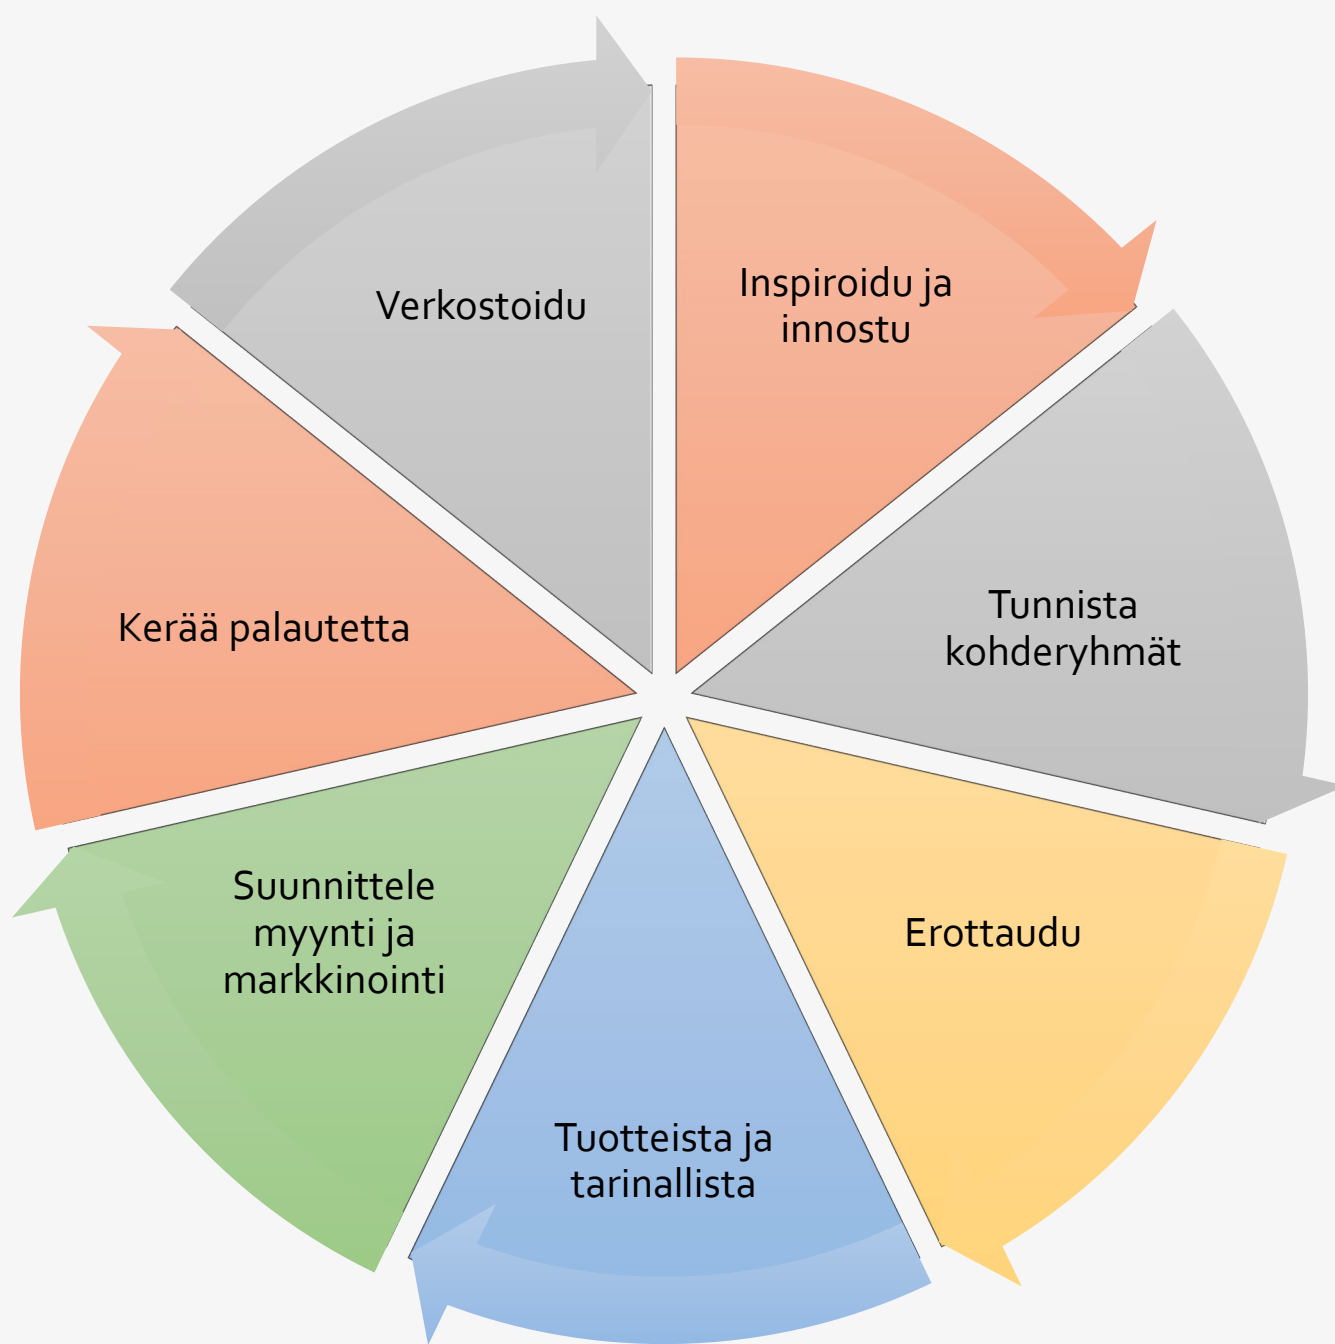 Inspiroidu ja
innostu
Tunnista
kohderyhmät
Erottaudu
Tuotteista ja
tarinallista
Suunnittele
myynti ja
markkinointi
Kerää palautetta
Verkostoidu